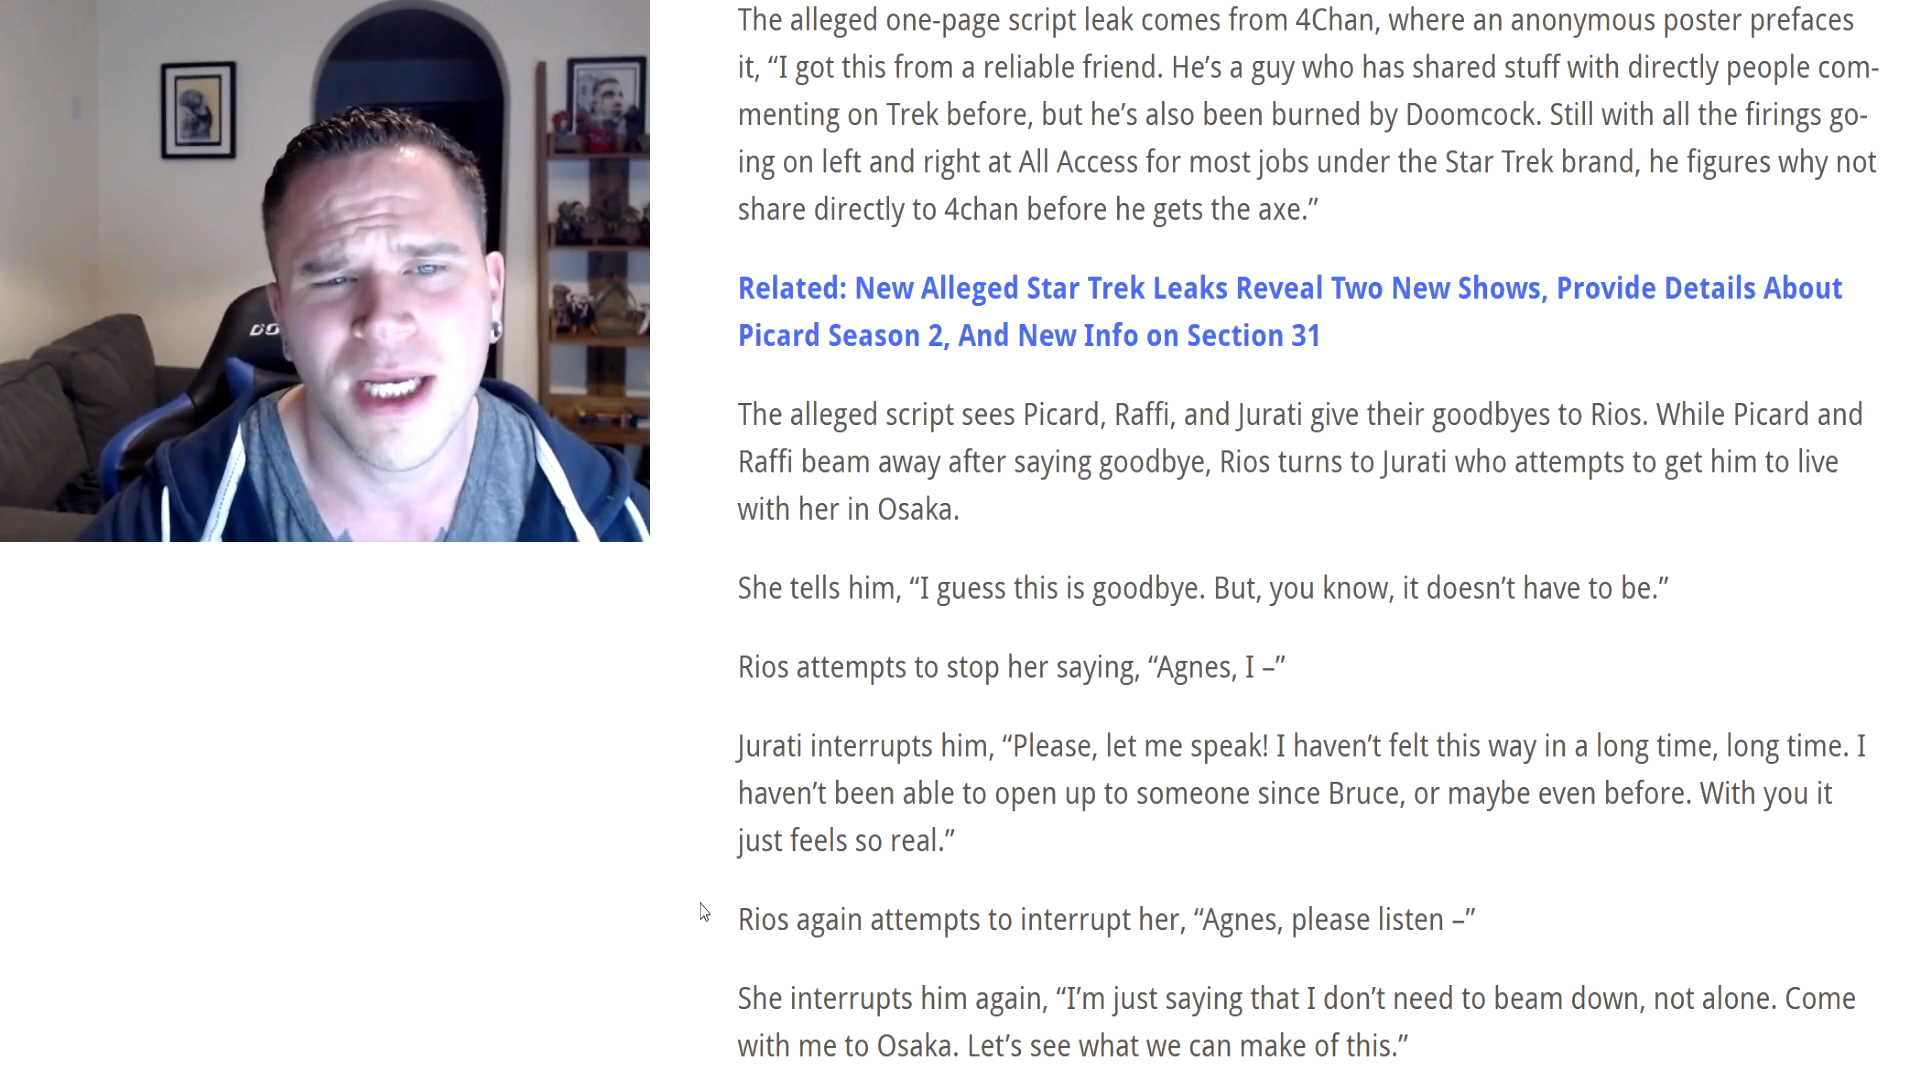 The alleged one-page script leak comes from 4Chan, where an anonymous poster prefaces
it, “I got this from a reliable friend. He’s a guy who has shared stuff with directly people com-
menting on Trek before, but he’s also been burned by Doomcock. Still with all the firings go-
ing on left and right at All Access for most jobs under the Star Trek brand, he figures why not
share directly to 4chan before he gets the axe.”
Related: New Alleged Star Trek Leaks Reveal Two New Shows, Provide Details About
Picard Season 2, And New Info on Section 31
The alleged script sees Picard, Raffi, and Jurati give their goodbyes to Rios. While Picard and
Raffi beam away after saying goodbye, Rios turns to Jurati who attempts to get him to live
with her in Osaka.
She tells him, “I guess this is goodbye. But, you know, it doesn’t have to be.”
Rios attempts to stop her saying, “Agnes, I –”
Jurati interrupts him, “Please, let me speak! I haven’t felt this way in a long time, long time. I
haven’t been able to open up to someone since Bruce, or maybe even before. With you it
just feels so real.”
Rios again attempts to interrupt her, “Agnes, please listen –”
She interrupts him again, “I’m just saying that I don’t need to beam down, not alone. Come
with me to Osaka. Let’s see what we can make of this.”